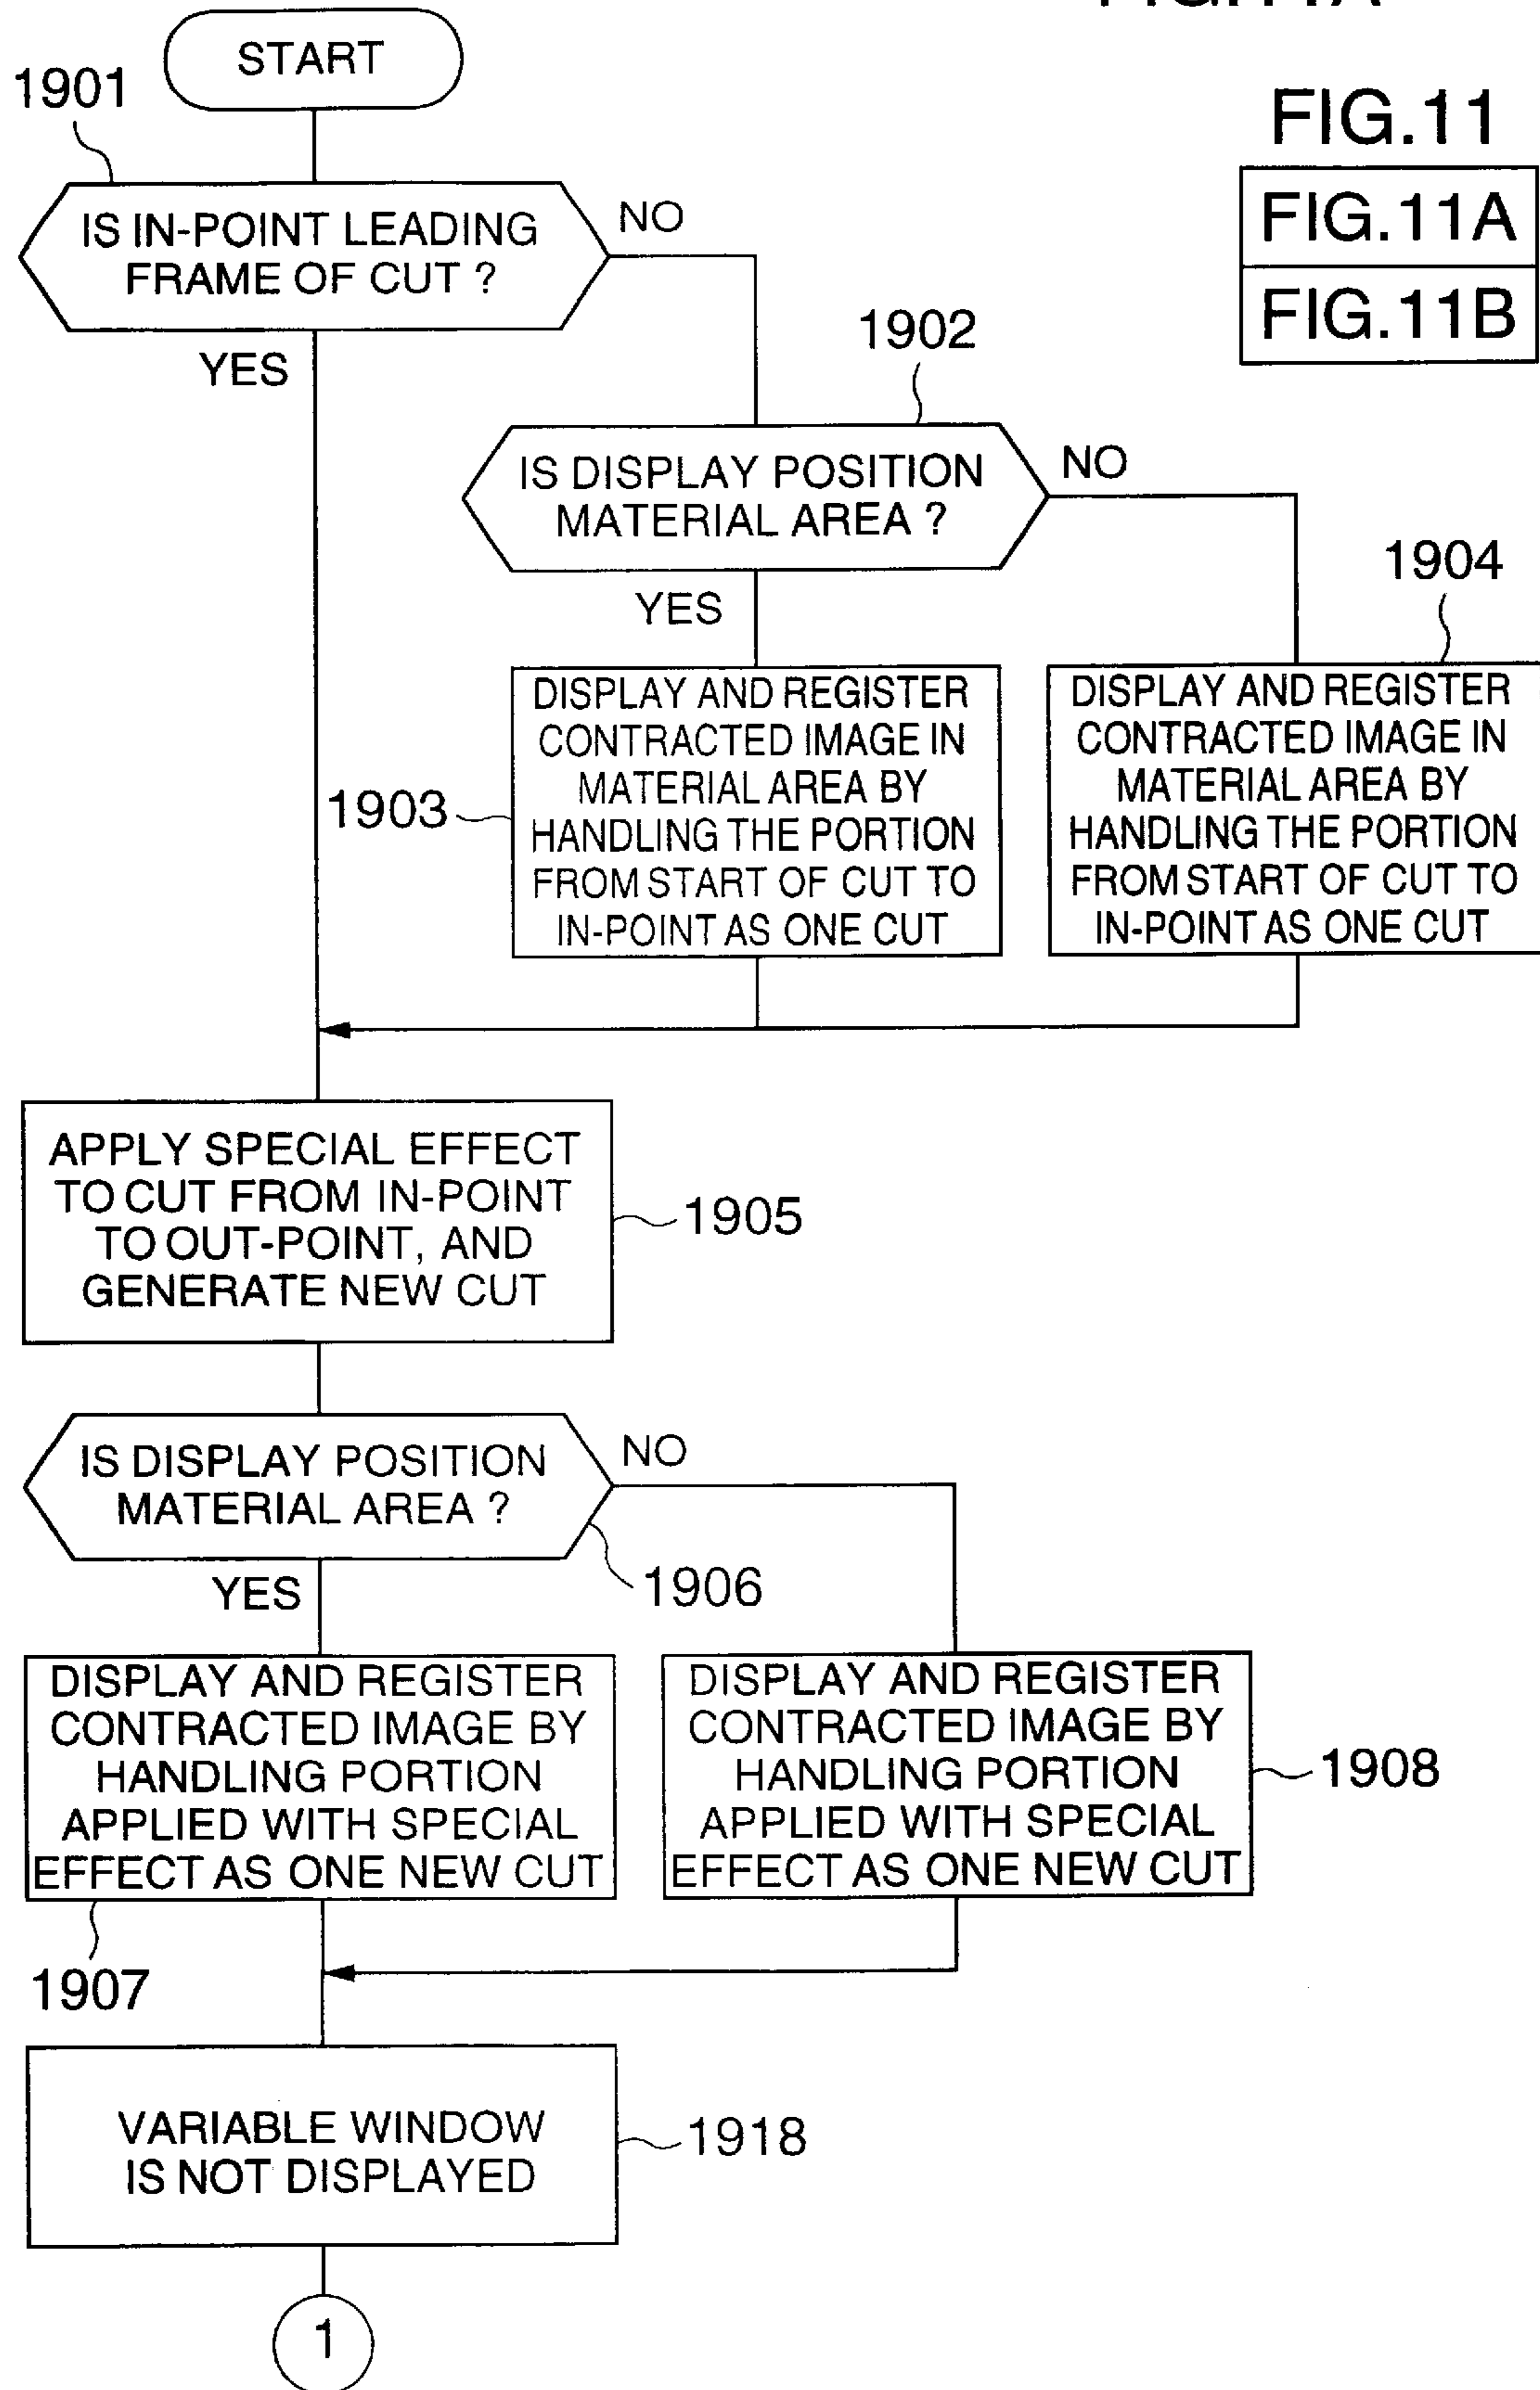 START
1901
FIG.11
FIG.11A
FIG.11B
IS IN-POINT LEADING
FRAME OF CUT ?
NO
YES
1902
IS DISPLAY POSITION
MATERIAL AREA ?
NO
YES
1904
1903
DISPLAY AND REGISTER
CONTRACTED IMAGE IN
MATERIAL AREA BY
HANDLING THE PORTION
FROM START OF CUT TO
IN-POINT AS ONE CUT
DISPLAY AND REGISTER
CONTRACTED IMAGE IN
MATERIAL AREA BY
HANDLING THE PORTION
FROM START OF CUT TO
IN-POINT AS ONE CUT
APPLY SPECIAL EFFECT
TO CUT FROM IN-POINT
TO OUT-POINT, AND
GENERATE NEW CUT
1905
IS DISPLAY POSITION
MATERIAL AREA ?
NO
1906
YES
DISPLAY AND REGISTER
CONTRACTED IMAGE BY
HANDLING PORTION
APPLIED WITH SPECIAL
EFFECT AS ONE NEW CUT
1907
DISPLAY AND REGISTER
CONTRACTED IMAGE BY
HANDLING PORTION
APPLIED WITH SPECIAL
EFFECT AS ONE NEW CUT
1908
VARIABLE WINDOW
IS NOT DISPLAYED
1918
1